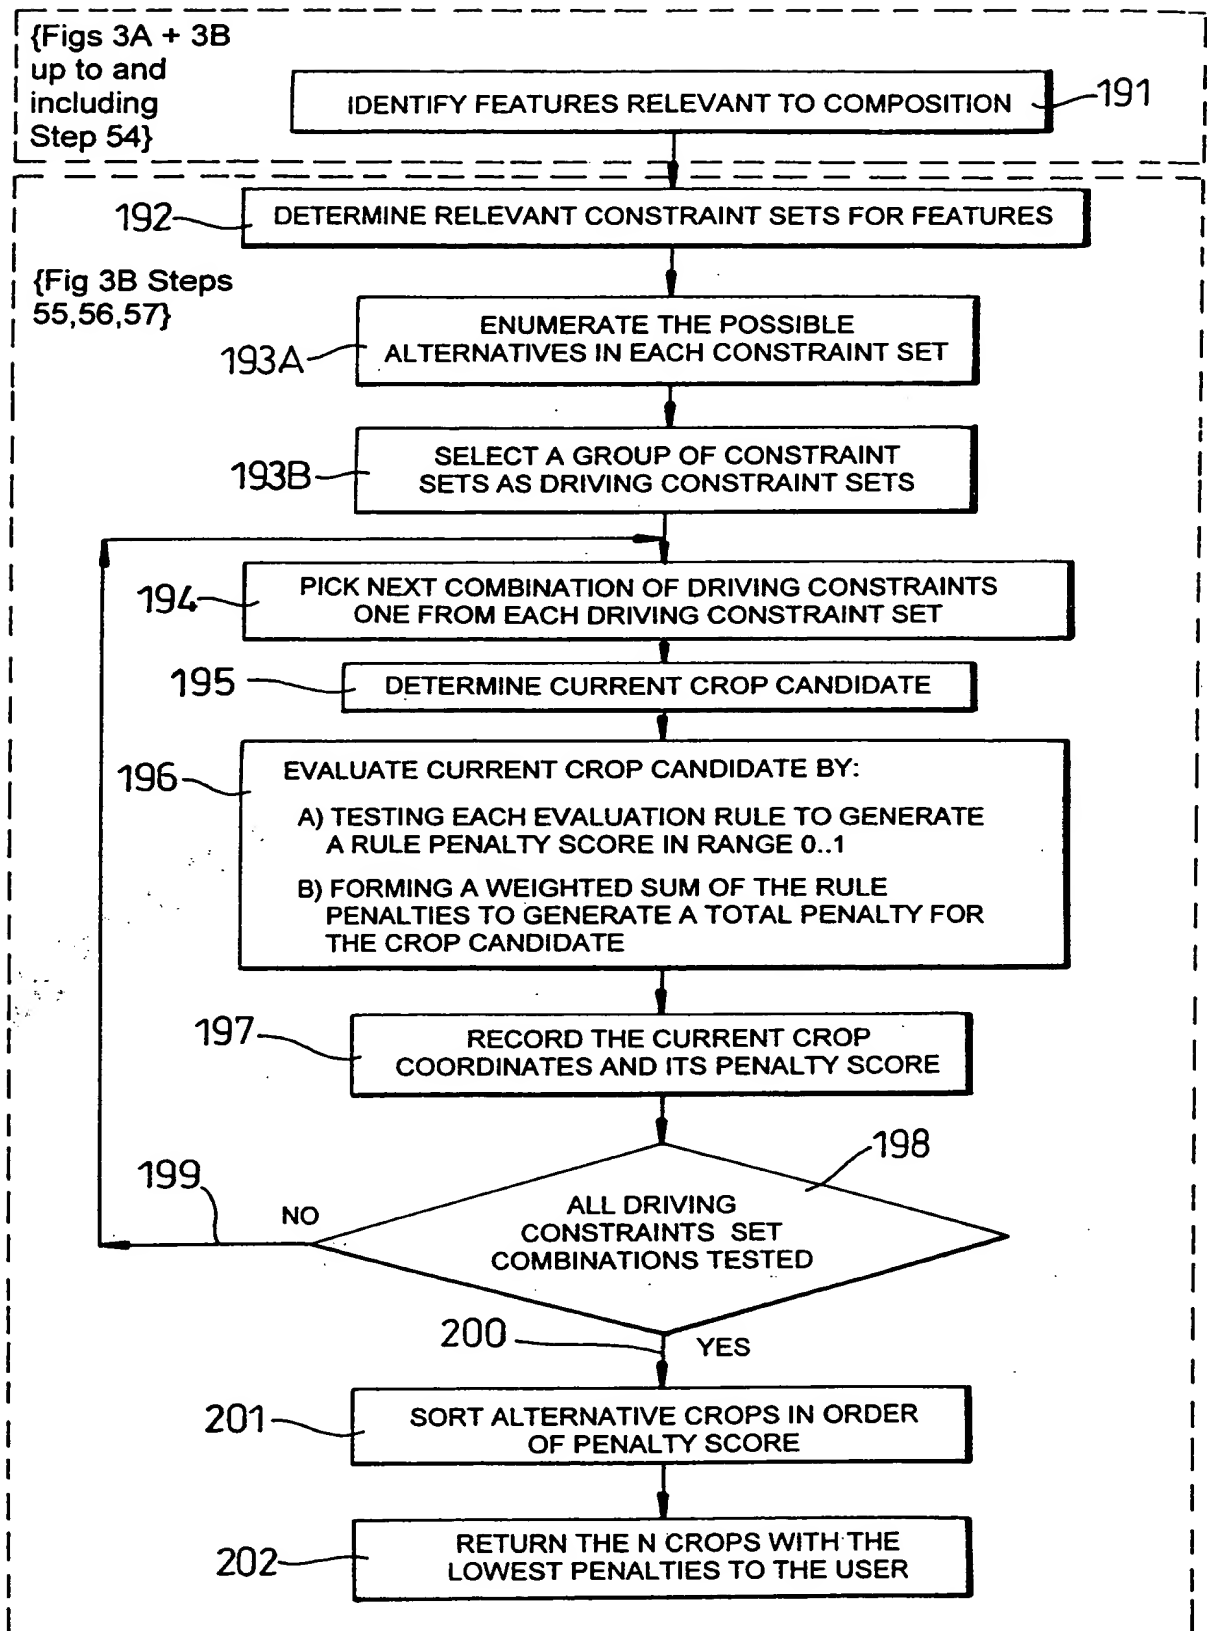 {Figs 3A + 3B
up to and
including
Step 54}
IDENTIFY FEATURES RELEVANT TO COMPOSITION
191
192
DETERMINE RELEVANT CONSTRAINT SETS FOR FEATURES
{Fig 3B Steps
55,56,57}
193A
ENUMERATE THE POSSIBLE
ALTERNATIVES IN EACH CONSTRAINT SET
193B
SELECT A GROUP OF CONSTRAINT
SETS AS DRIVING CONSTRAINT SETS
194
PICK NEXT COMBINATION OF DRIVING CONSTRAINTS
ONE FROM EACH DRIVING CONSTRAINT SET
195
DETERMINE CURRENT CROP CANDIDATE
196
EVALUATE CURRENT CROP CANDIDATE BY:
A) TESTING EACH EVALUATION RULE TO GENERATE
A RULE PENALTY SCORE IN RANGE 0..1
B) FORMING A WEIGHTED SUM OF THE RULE
PENALTIES TO GENERATE A TOTAL PENALTY FOR
THE CROP CANDIDATE
197
RECORD THE CURRENT CROP
COORDINATES AND ITS PENALTY SCORE
198
199
NO
ALL DRIVING
CONSTRAINTS SET
COMBINATIONS TESTED
200
YES
201
SORT ALTERNATIVE CROPS IN ORDER
OF PENALTY SCORE
202
RETURN THE N CROPS WITH THE
LOWEST PENALTIES TO THE USER